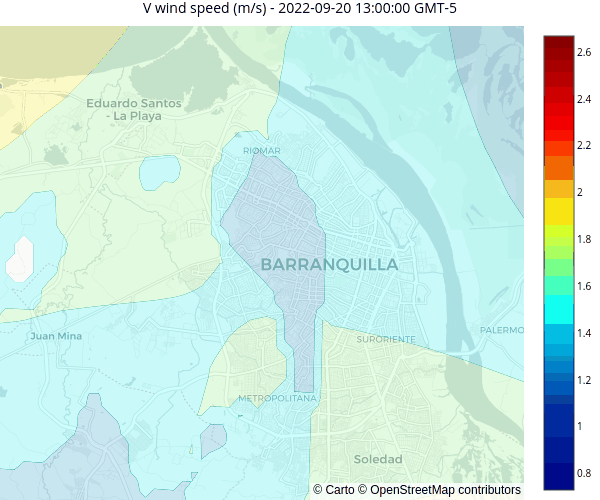 V wind speed (m/s) - 2022-09-20 13:00:00 GMT-5
2.6
Eduardo Santos
- La Playa
2.4
2.2
RIOMAR
2
1.8
BARRANQUILLA
1.6
Juan Mina
SURORIENTE
PALERMO
1.4
1.2
METROPOLITANA
1
Soledad
0.8
© Carto © OpenStreetMap contributors